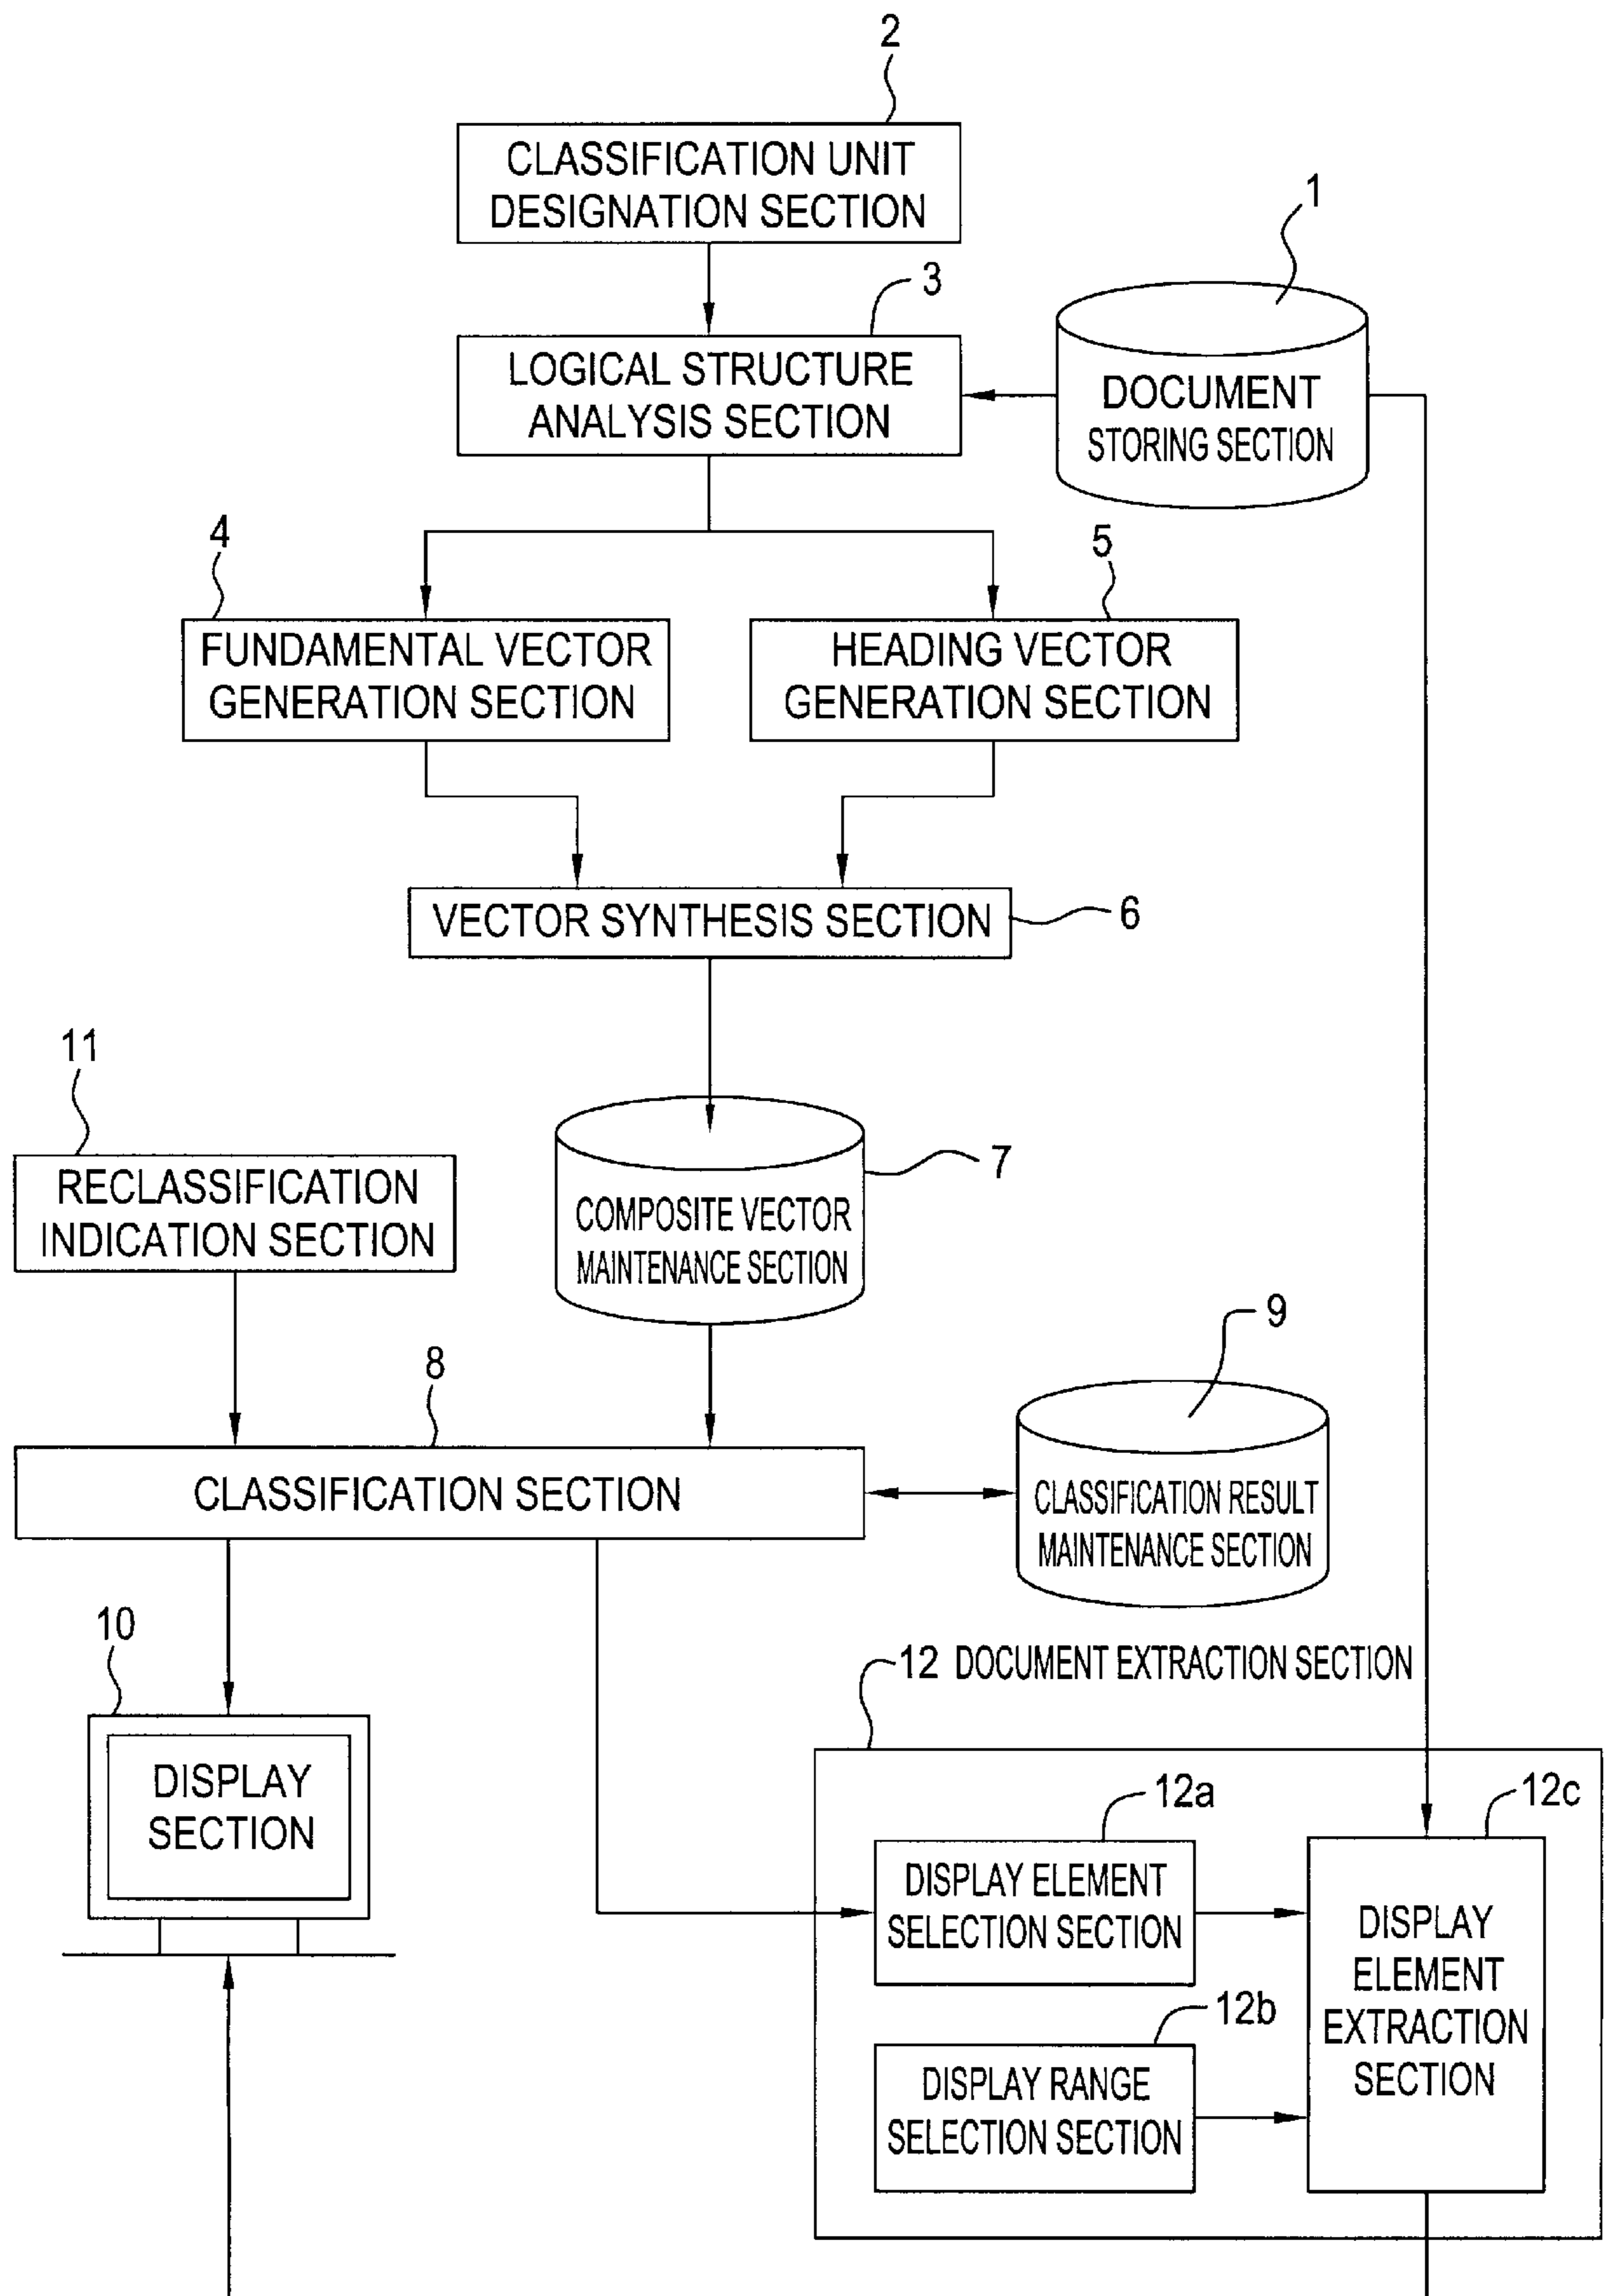 2
CLASSIFICATION UNIT
DESIGNATION SECTION
1
3
LOGICAL STRUCTURE
ANALYSIS SECTION
DOCUMENT
STORING SECTION
4
5
FUNDAMENTAL VECTOR
GENERATION SECTION
HEADING VECTOR
GENERATION SECTION
VECTOR SYNTHESIS SECTION
6
11
RECLASSIFICATION
INDICATION SECTION
7
COMPOSITE VECTOR
MAINTENANCE SECTION
9
8
CLASSIFICATION SECTION
CLASSIFICATION RESULT
MAINTENANCE SECTION
10
12 DOCUMENT EXTRACTION SECTION
DISPLAY
SECTION
12a
12c
DISPLAY ELEMENT
SELECTION SECTION
DISPLAY
ELEMENT
EXTRACTION
SECTION
12b
DISPLAY RANGE
SELECTION SECTION